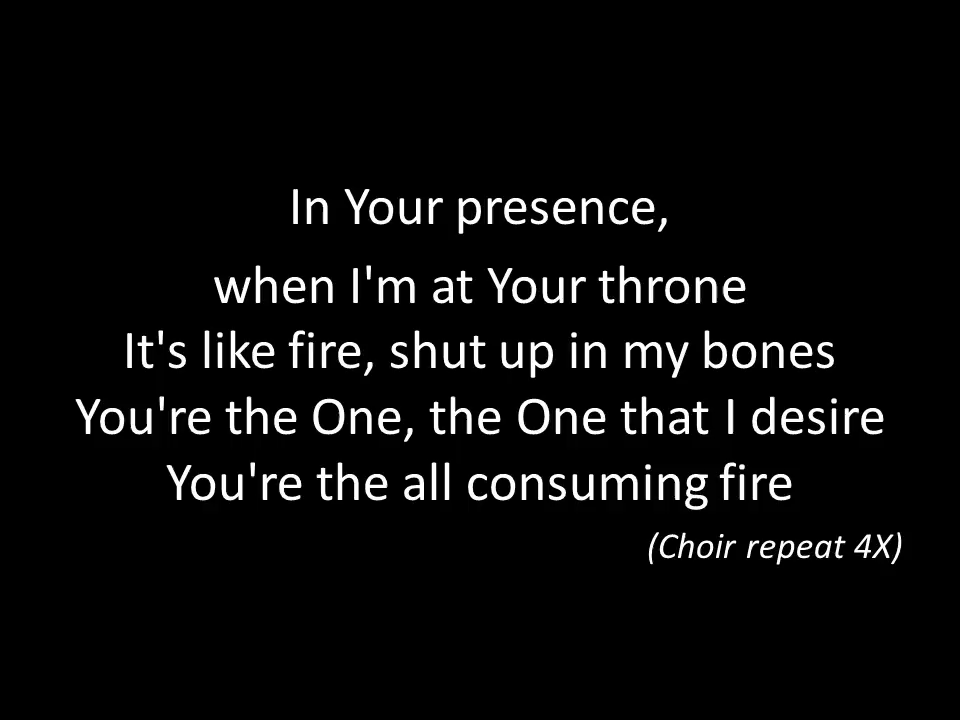 In Your presence,
when I'm at Your throne
It's like fire, shut up in my bones
You're the One, the One that I desire
You're the all consuming fire
(Choir repeat 4X)